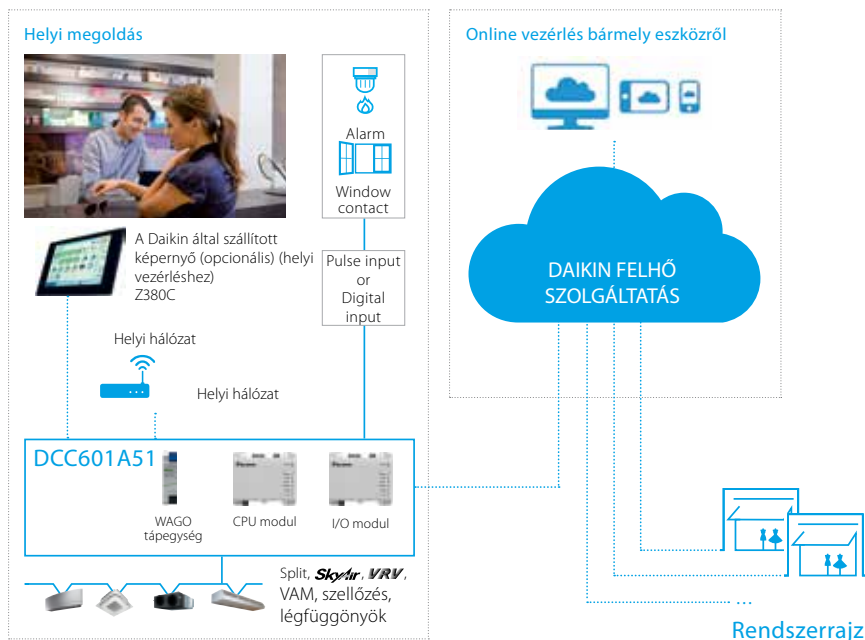 Helyi megoldás
Alarm
Window
contact
A Daikin által szállított
képernyő (opcionális) (helyi
vezérléshez)
Z380C
Pulse input
or
Digital
input
Helyi hálózat
Helyi hálózat
DCC601A51
WAGO
tápegység
CPU modul
I/O modul
Split, SkyAir, VRV,
VAM, szellőzés,
légfüggönyök
Online vezérlés bármely eszközről
DAIKIN FELHŐ
SZOLGÁLTATÁS
...
Rendszerrajz